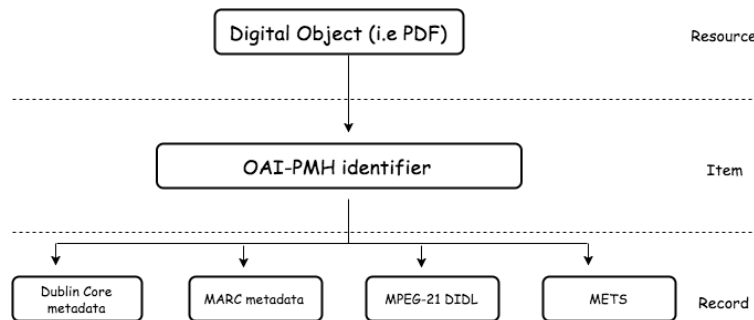 Digital Object (i.e PDF)
Resource
OAI-PMH identifier
Item
Dublin Core
metadata
MARC metadata
MPEG-21 DIDL
METS
Record